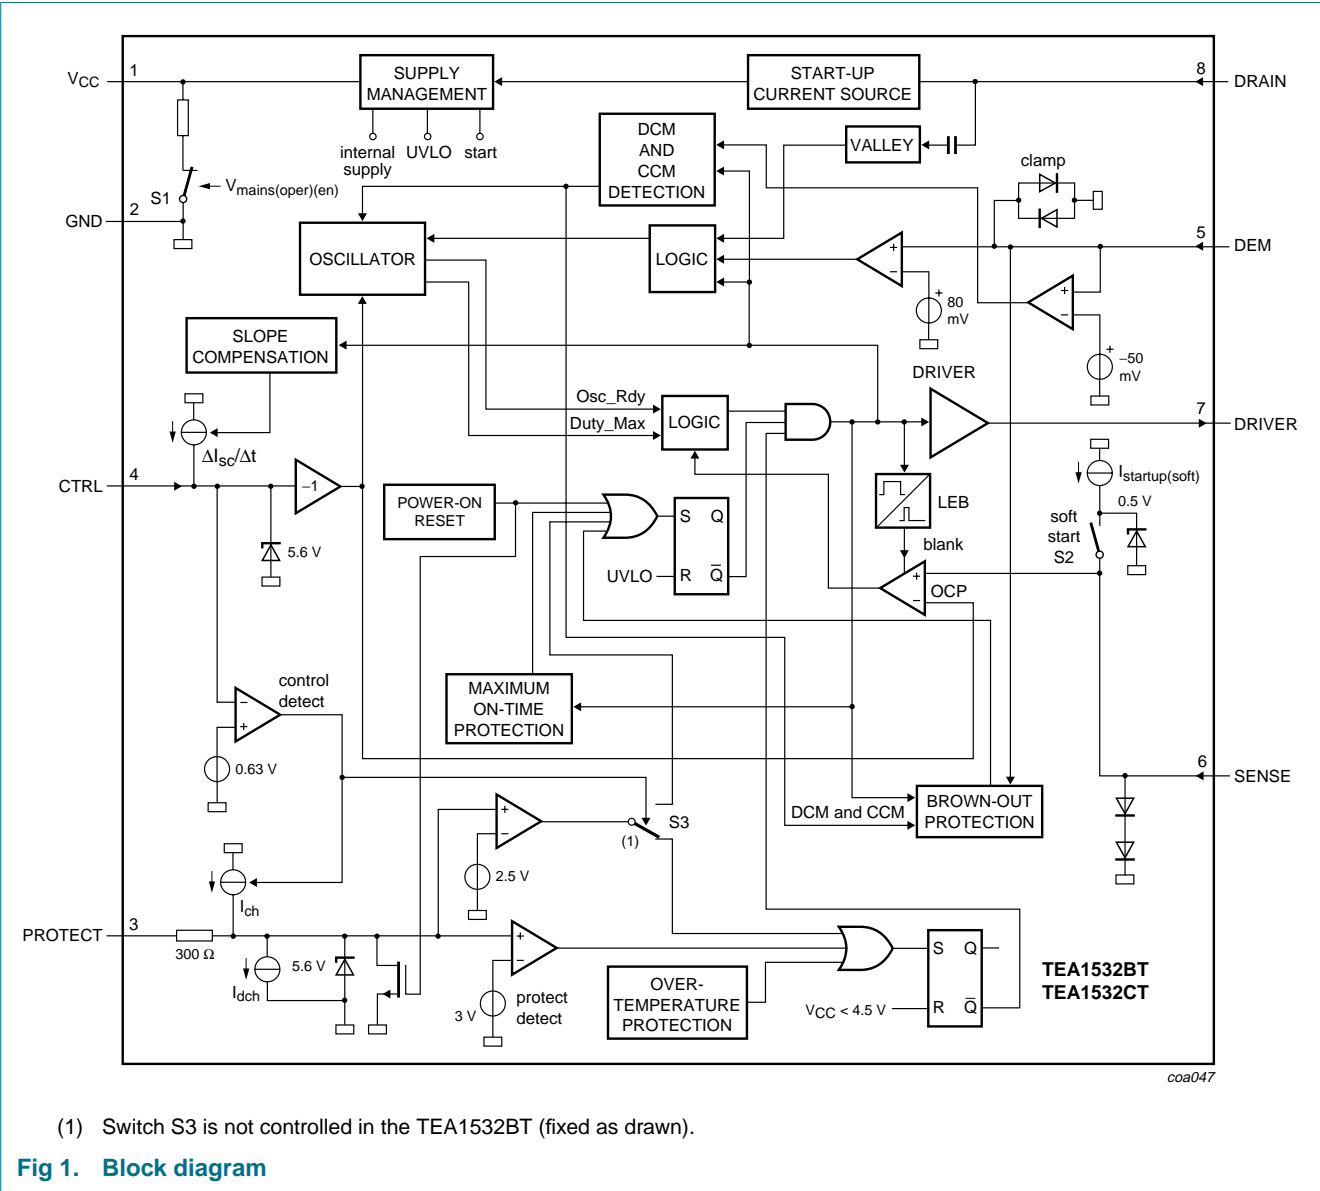 VCC
1
SUPPLY
MANAGEMENT
START-UP
CURRENT SOURCE
8
DRAIN
internal
supply
UVLO
start
DCM
AND
CCM
DETECTION
VALLEY
clamp
S1
Vmains(oper)(en)
GND
2
OSCILLATOR
LOGIC
+
−
80
mV
+
5
DEM
+
−
+
−50
mV
SLOPE
COMPENSATION
DRIVER
Osc_Rdy
Duty_Max
LOGIC
7
DRIVER
ΔISC/Δt
CTRL
4
−1
5.6 V
POWER-ON
RESET
S
Q
R
Q
UVLO
LEB
blank
Istartup(soft)
0.5 V
soft
start
S2
+
−
OCP
control
detect
−
+
0.63 V
MAXIMUM
ON-TIME
PROTECTION
6
SENSE
DCM and CCM
BROWN-OUT
PROTECTION
+
−
S3
(1)
2.5 V
Ich
PROTECT
3
300 Ω
Idch
5.6 V
+
−
3 V
protect
detect
OVER-
TEMPERATURE
PROTECTION
S
Q
R
Q
VCC < 4.5 V
TEA1532BT
TEA1532CT
coa047
(1) Switch S3 is not controlled in the TEA1532BT (fixed as drawn).
Fig 1. Block diagram